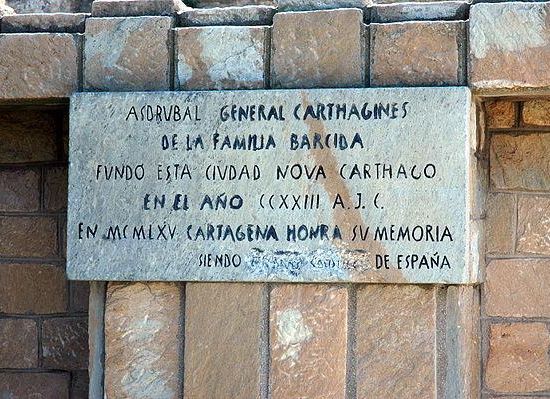 ASDRUBAL GENERAL CARTHAGINES
DE LA FAMILIA BARCIDA
FUNDO ESTA CIUDAD NOVA CARTHAGO
EN EL AÑO CCXXIII A.J.C.
EN MCMLXV CARTAGENA HONRA SU MEMORIA
SIENDO DE ESPAÑA